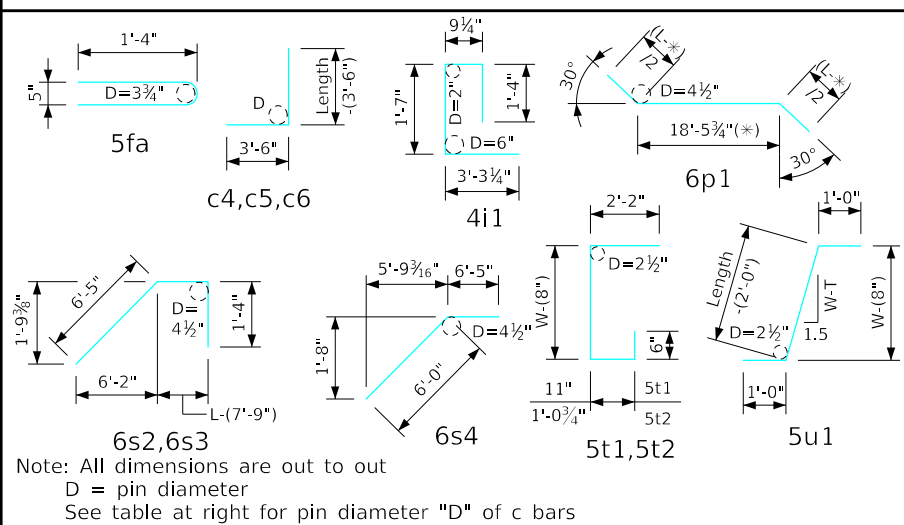 1'-4"
5"
D=3¾"
5fa
D
Length
-(3'-6")
3'-6"
c4,c5,c6
9¼"
1'-7"
D=2"
1'-4"
D=6"
3'-3¼"
4i1
30°
(L-✳)
/2
D=4½"
18'-5¾"(✳)
(L-✳)
/2
30°
6p1
1'-9⅜"
6'-5"
D=
4½"
1'-4"
6'-2"
L-(7'-9")
6s2,6s3
5'-9³⁄₁₆"
6'-5"
1'-8"
D=4½"
6'-0"
6s4
2'-2"
W-(8")
D=2½"
6"
11"
5t1
1'-0¾"
5t2
5t1,5t2
1'-0"
Length
-(2'-0")
W-T
1.5
D=2½"
W-(8")
1'-0"
5u1
Note: All dimensions are out to out
D = pin diameter
See table at right for pin diameter "D" of c bars